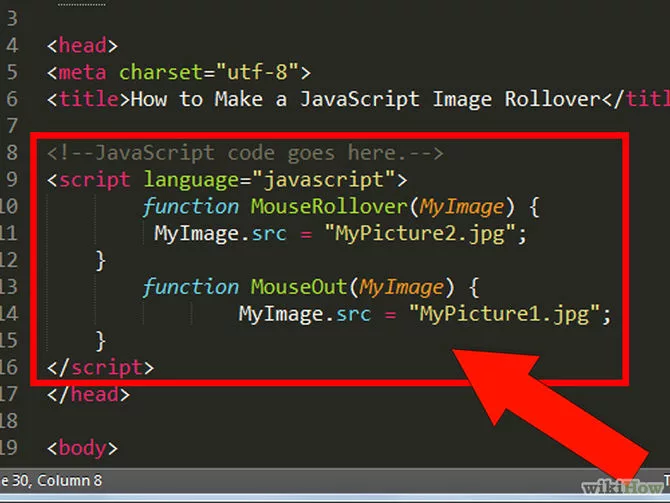 3
4 <head>
5 <meta charset="utf-8">
6 <title>How to Make a JavaScript Image Rollover</tit
7
8 <!--JavaScript code goes here.-->
9 <script language="javascript">
10 function MouseRollover(MyImage) {
11 MyImage.src = "MyPicture2.jpg";
12 }
13 function MouseOut(MyImage) {
14 MyImage.src = "MyPicture1.jpg";
15 }
16 </script>
17 </head>
18
19 <body>
e 30, Column 8
wikiHow